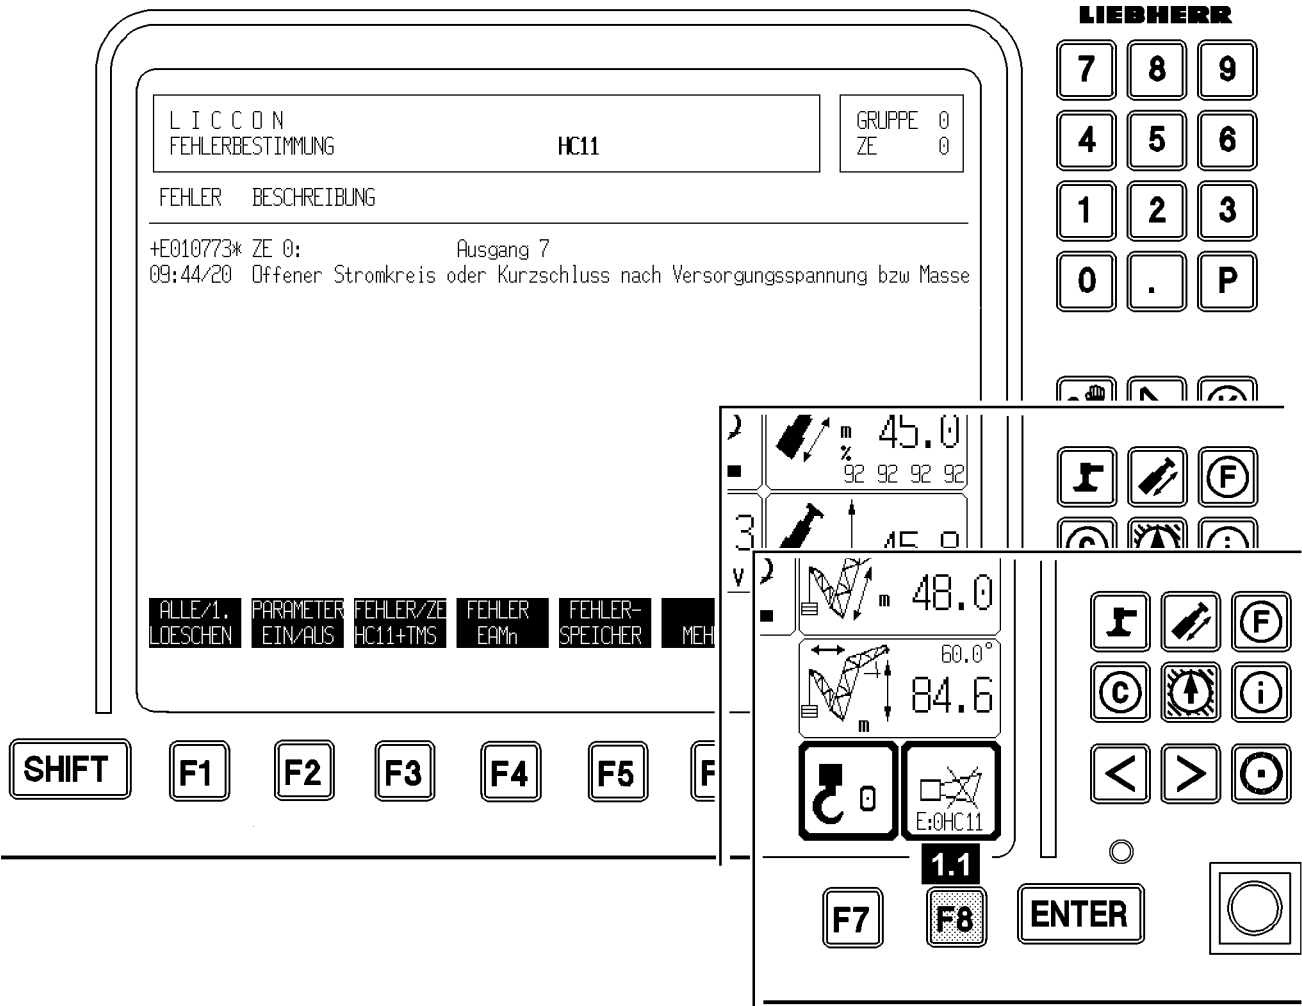 LIEBHERR
7 8 9
4 5 6
1 2 3
0 . P
L I C C O N
FEHLERBESTIMMUNG HC11
GRUPPE 0
ZE 0
FEHLER BESCHREIBUNG
+E010773* ZE 0: Ausgang 7
09:44/20 Offener Stromkreis oder Kurzschluss nach Versorgungsspannung bzw Masse
ALLE/1. LOESCHEN
PARAMETER EIN/AUS
FEHLER/ZE HC11+TMS
FEHLER EAMn
FEHLER-SPEICHER
SHIFT F1 F2 F3 F4 F5
m 45.0
%
92 92 92 92
3
V
F
m 48.0
60.0°
84.6
m
0
E:0HC11
1.1
F7 F8 ENTER
F
C i
< >